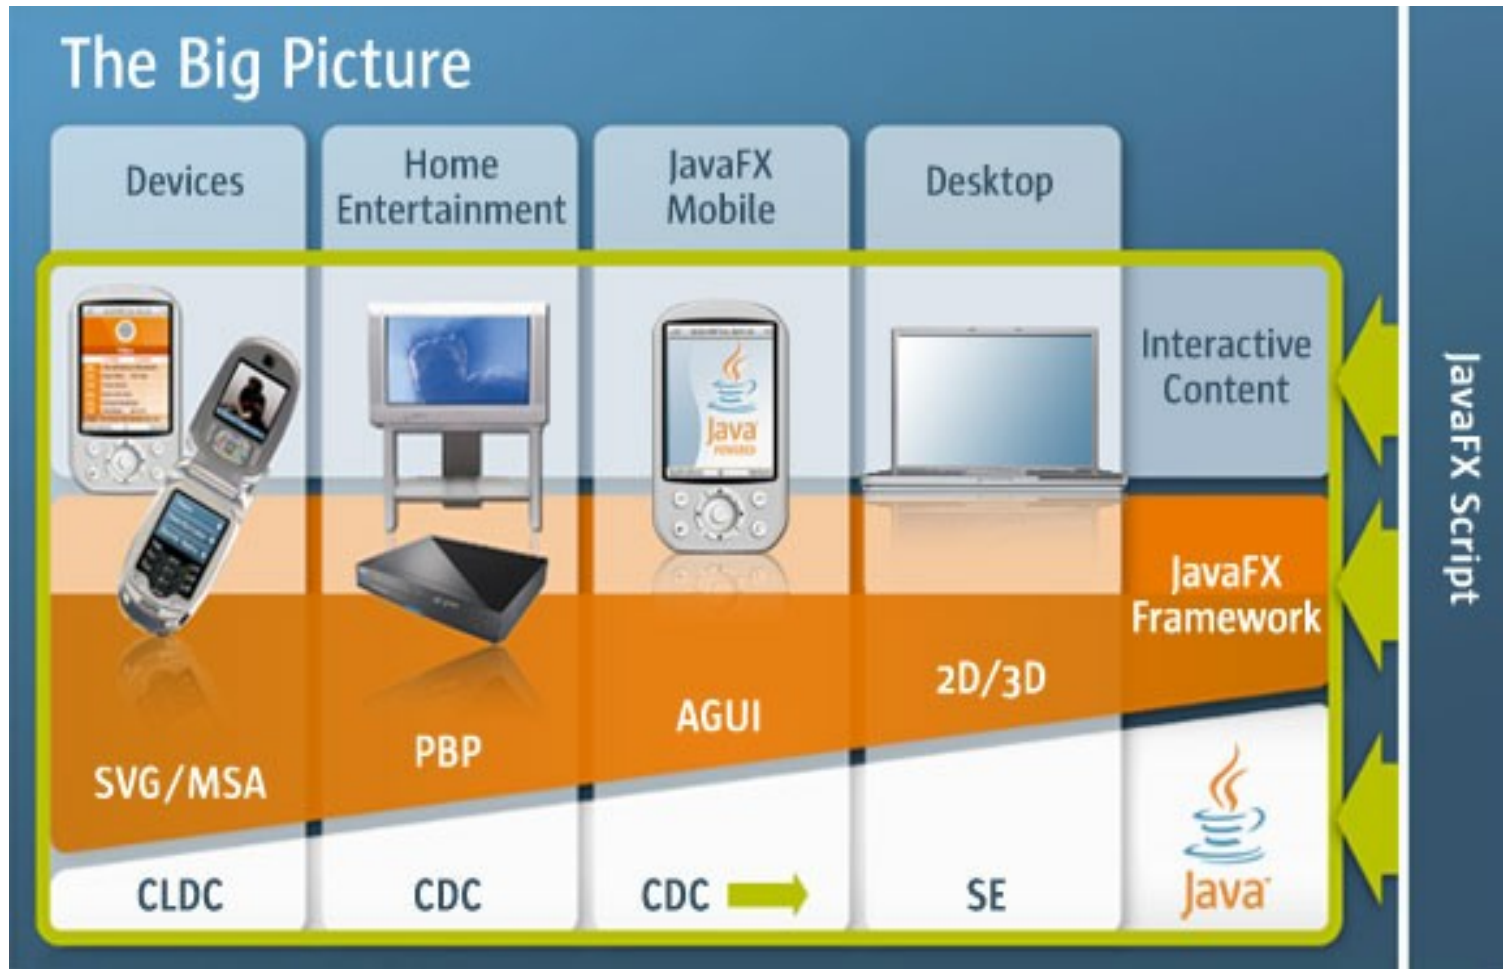 The Big Picture
Devices
Home
Entertainment
JavaFX
Mobile
Desktop
Interactive
Content
Java
POWERED
JavaFX
Framework
SVG/MSA
PBP
AGUI
2D/3D
CLDC
CDC
CDC
SE
Java
JavaFX Script